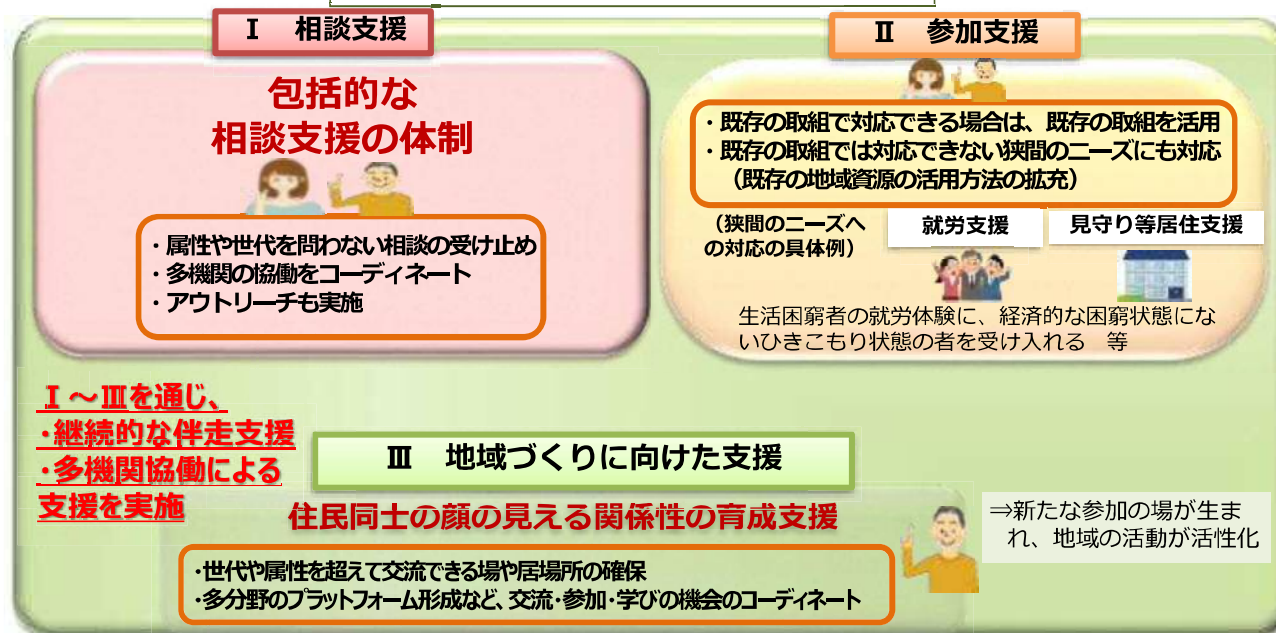 Ⅰ 相談支援
包括的な
相談支援の体制
・属性や世代を問わない相談の受け止め
・多機関の協働をコーディネート
・アウトリーチも実施
Ⅱ 参加支援
・既存の取組で対応できる場合は、既存の取組を活用
・既存の取組では対応できない狭間のニーズにも対応
（既存の地域資源の活用方法の拡充）
（狭間のニーズへ
の対応の具体例）
就労支援
見守り等居住支援
生活困窮者の就労体験に、経済的な困窮状態にな
いひきこもり状態の者を受け入れる 等
Ⅰ～Ⅲを通じ、
・継続的な伴走支援
・多機関協働による
支援を実施
Ⅲ 地域づくりに向けた支援
住民同士の顔の見える関係性の育成支援
・世代や属性を超えて交流できる場や居場所の確保
・多分野のプラットフォーム形成など、交流・参加・学びの機会のコーディネート
⇒新たな参加の場が生ま
れ、地域の活動が活性化